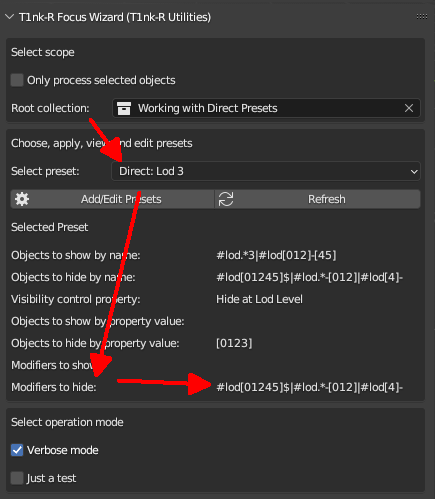 T1nk-R Focus Wizard (T1nk-R Utilities)
Select scope
Only process selected objects
Root collection: Working with Direct Presets
Choose, apply, view and edit presets
Select preset: Direct: Lod 3
Add/Edit Presets Refresh
Selected Preset
Objects to show by name: #lod.*3|#lod[012]-[45]
Objects to hide by name: #lod[01245]$|#lod.*-[012]|#lod[4]-
Visibility control property: Hide at Lod Level
Objects to show by property value:
Objects to hide by property value: [0123]
Modifiers to show:
Modifiers to hide: #lod[01245]$|#lod.*-[012]|#lod[4]-
Select operation mode
Verbose mode
Just a test